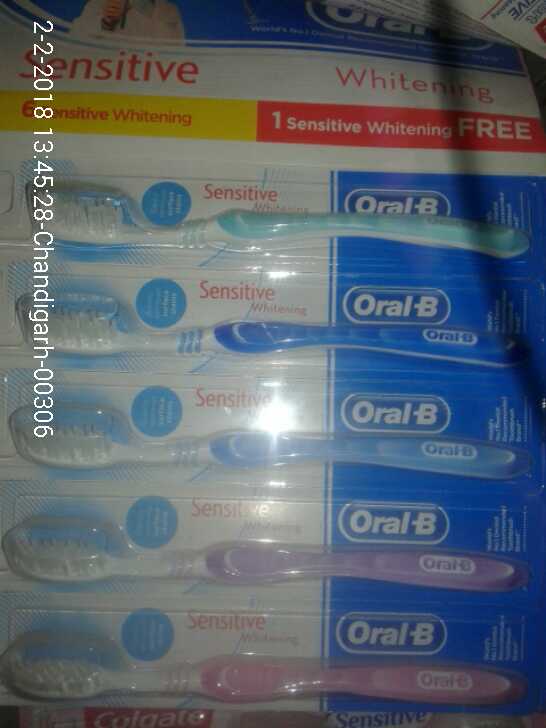 2-2-2018 13:45:28-Chandigarh-00306
Oral-B
World's No.1
Sensitive Whitening
6 Sensitive Whitening
1 Sensitive Whitening FREE
Sensitive
Whitening
Oral-B
Sensitive
Whitening
Oral-B
Oral-B
Sensitive
Whitening
Oral-B
Oral-B
Sensitive
Whitening
Oral-B
Oral-B
Sensitive
Whitening
Oral-B
Oral-B
Colgate
Sensitive